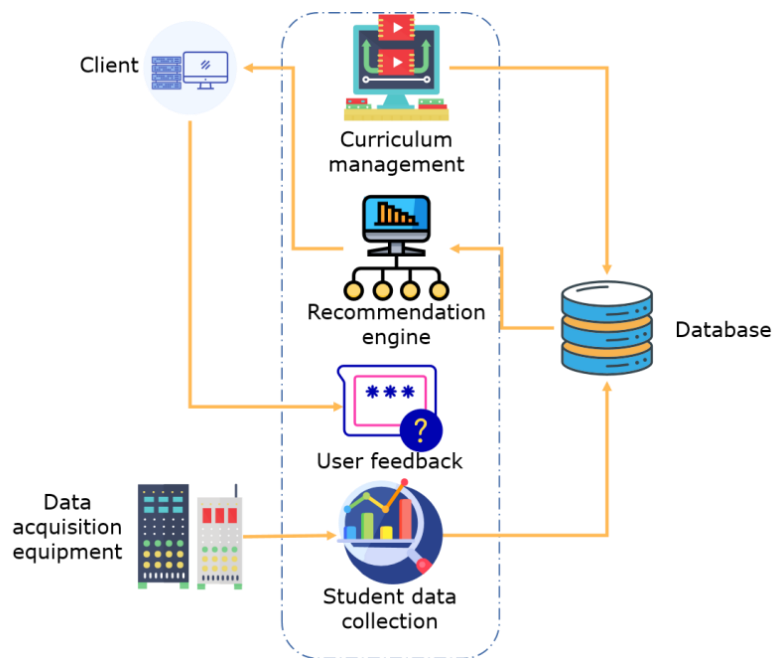 Client
Curriculum
management
Recommendation
engine
Database
***
?
User feedback
Data
acquisition
equipment
Student data
collection